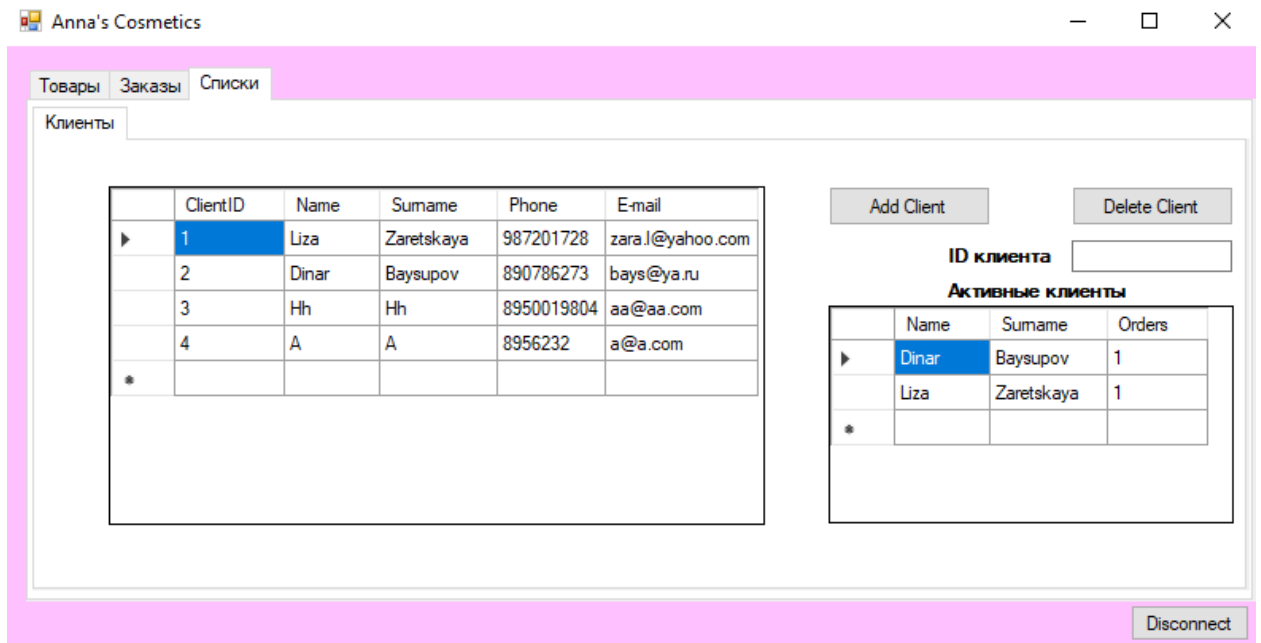 Anna's Cosmetics
Товары Заказы Списки
Клиенты
ClientID Name Surname Phone E-mail
1 Liza Zaretskaya 987201728 zara.l@yahoo.com
2 Dinar Baysupov 890786273 bays@ya.ru
3 Hh Hh 8950019804 aa@aa.com
4 A A 8956232 a@a.com
Add Client Delete Client
ID клиента
Активные клиенты
Name Surname Orders
Dinar Baysupov 1
Liza Zaretskaya 1
Disconnect